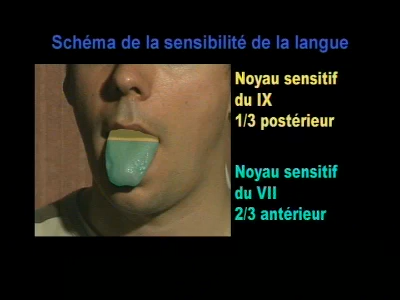 Schéma de la sensibilité de la langue
Noyau sensitif
du IX
1/3 postérieur
Noyau sensitif
du VII
2/3 antérieur